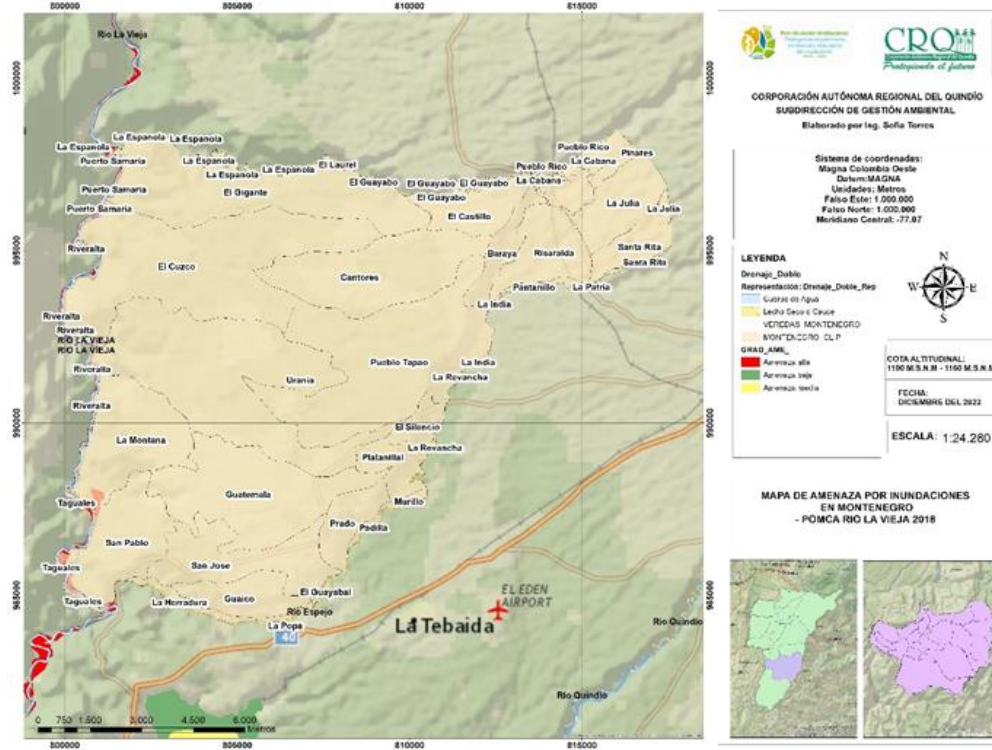 800000
805000
810000
815000
1000000
995000
990000
985000
Rio La Vieja
La Espanola
La Espanola
La Espanola
Puerto Samaria
La Espanola
La Espanola
La Espanola
El Laurel
Puerto Samaria
El Gigante
El Guayabo
El Guayabo
El Guayabo
El Guayabo
Pueblo Rico
Pinares
La Cabana
Pueblo Rico
La Cabana
Puerto Samaria
El Castillo
La Julia
La Julia
Riveralta
El Cuzco
Cantores
Baraya
Risaralda
Santa Rita
Santa Rita
Pantanillo
La Patria
La India
Riveralta
Riveralta
RIO LA VIEJA
RIO LA VIEJA
Riveralta
Urania
Pueblo Tapao
La India
La Revancha
Riveralta
La Montana
El Silencio
La Revancha
Platanillal
Guatemala
Murillo
Taguales
Prado
Padilla
San Pablo
San Jose
Taguales
Taguales
La Herradura
Guaico
El Guayabal
Rio Espejo
La Popa
40
EL EDEN
AIRPORT
La Tebaida
Rio Quindio
Rio Quindio
0 750 1.500 3.000 4.500 6.000
Metros
800000
805000
810000
815000
CRQ
Protegiendo el futuro
CORPORACIÓN AUTÓNOMA REGIONAL DEL QUINDÍO
SUBDIRECCIÓN DE GESTIÓN AMBIENTAL
Elaborado por Ing. Sofia Torres
Sistema de coordenadas:
Magna Colombia Oeste
Datum:MAGNA
Unidades: Metros
Falso Este: 1.000.000
Falso Norte: 1.000.000
Meridiano Central: -77.07
LEYENDA
Drenaje_Doble
Representación: Drenaje_Doble_Rep
Cuerpo de Agua
Lecho Seco o Cauce
VEREDAS MONTENEGRO
MONTENEGRO
GRAD_AME_
Amenaza alta
Amenaza baja
Amenaza media
N
W
E
S
COTA ALTITUDINAL:
1100 M.S.N.M - 1160 M.S.N.M
FECHA:
DICIEMBRE DEL 2022
ESCALA: 1:24.280
MAPA DE AMENAZA POR INUNDACIONES
EN MONTENEGRO
- POMCA RIO LA VIEJA 2018